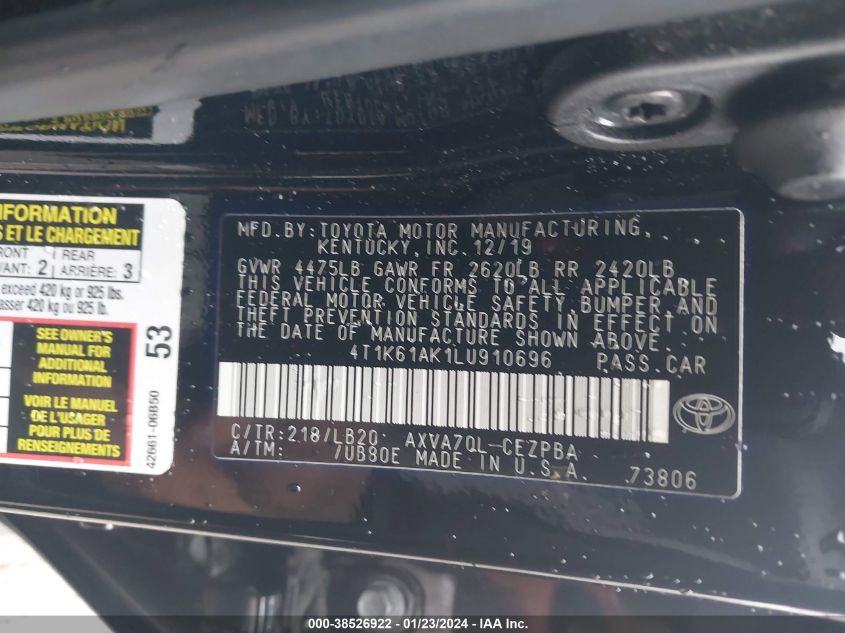 INFORMATION
S ET LE CHARGEMENT
FRONT 2 REAR 3
VANT: ARRIÈRE:
exceed 420 kg or 925 lbs.
asser 420 kg ou 925 lb.
SEE OWNER'S
MANUAL FOR
ADDITIONAL
INFORMATION
VOIR LE MANUEL
DE L'USAGER
POUR PLUS DE
RENSEIGNEMENTS
53
42661-06B50
MFD.BY:TOYOTA MOTOR MANUFACTURING,
KENTUCKY,INC.12/19
GVWR 4475LB GAWR FR 2620LB RR 2420LB
THIS VEHICLE CONFORMS TO ALL APPLICABLE
FEDERAL MOTOR VEHICLE SAFETY,BUMPER,AND
THEFT PREVENTION STANDARDS IN EFFECT ON
THE DATE OF MANUFACTURE SHOWN ABOVE.
4T1K61AK1LU910696 PASS.CAR
C/TR:218/LB20 AXVA70L-CEZPBA
A/TM: /UB80E MADE IN U.S.A.
73806
000-38526922 - 01/23/2024 - IAAI.com